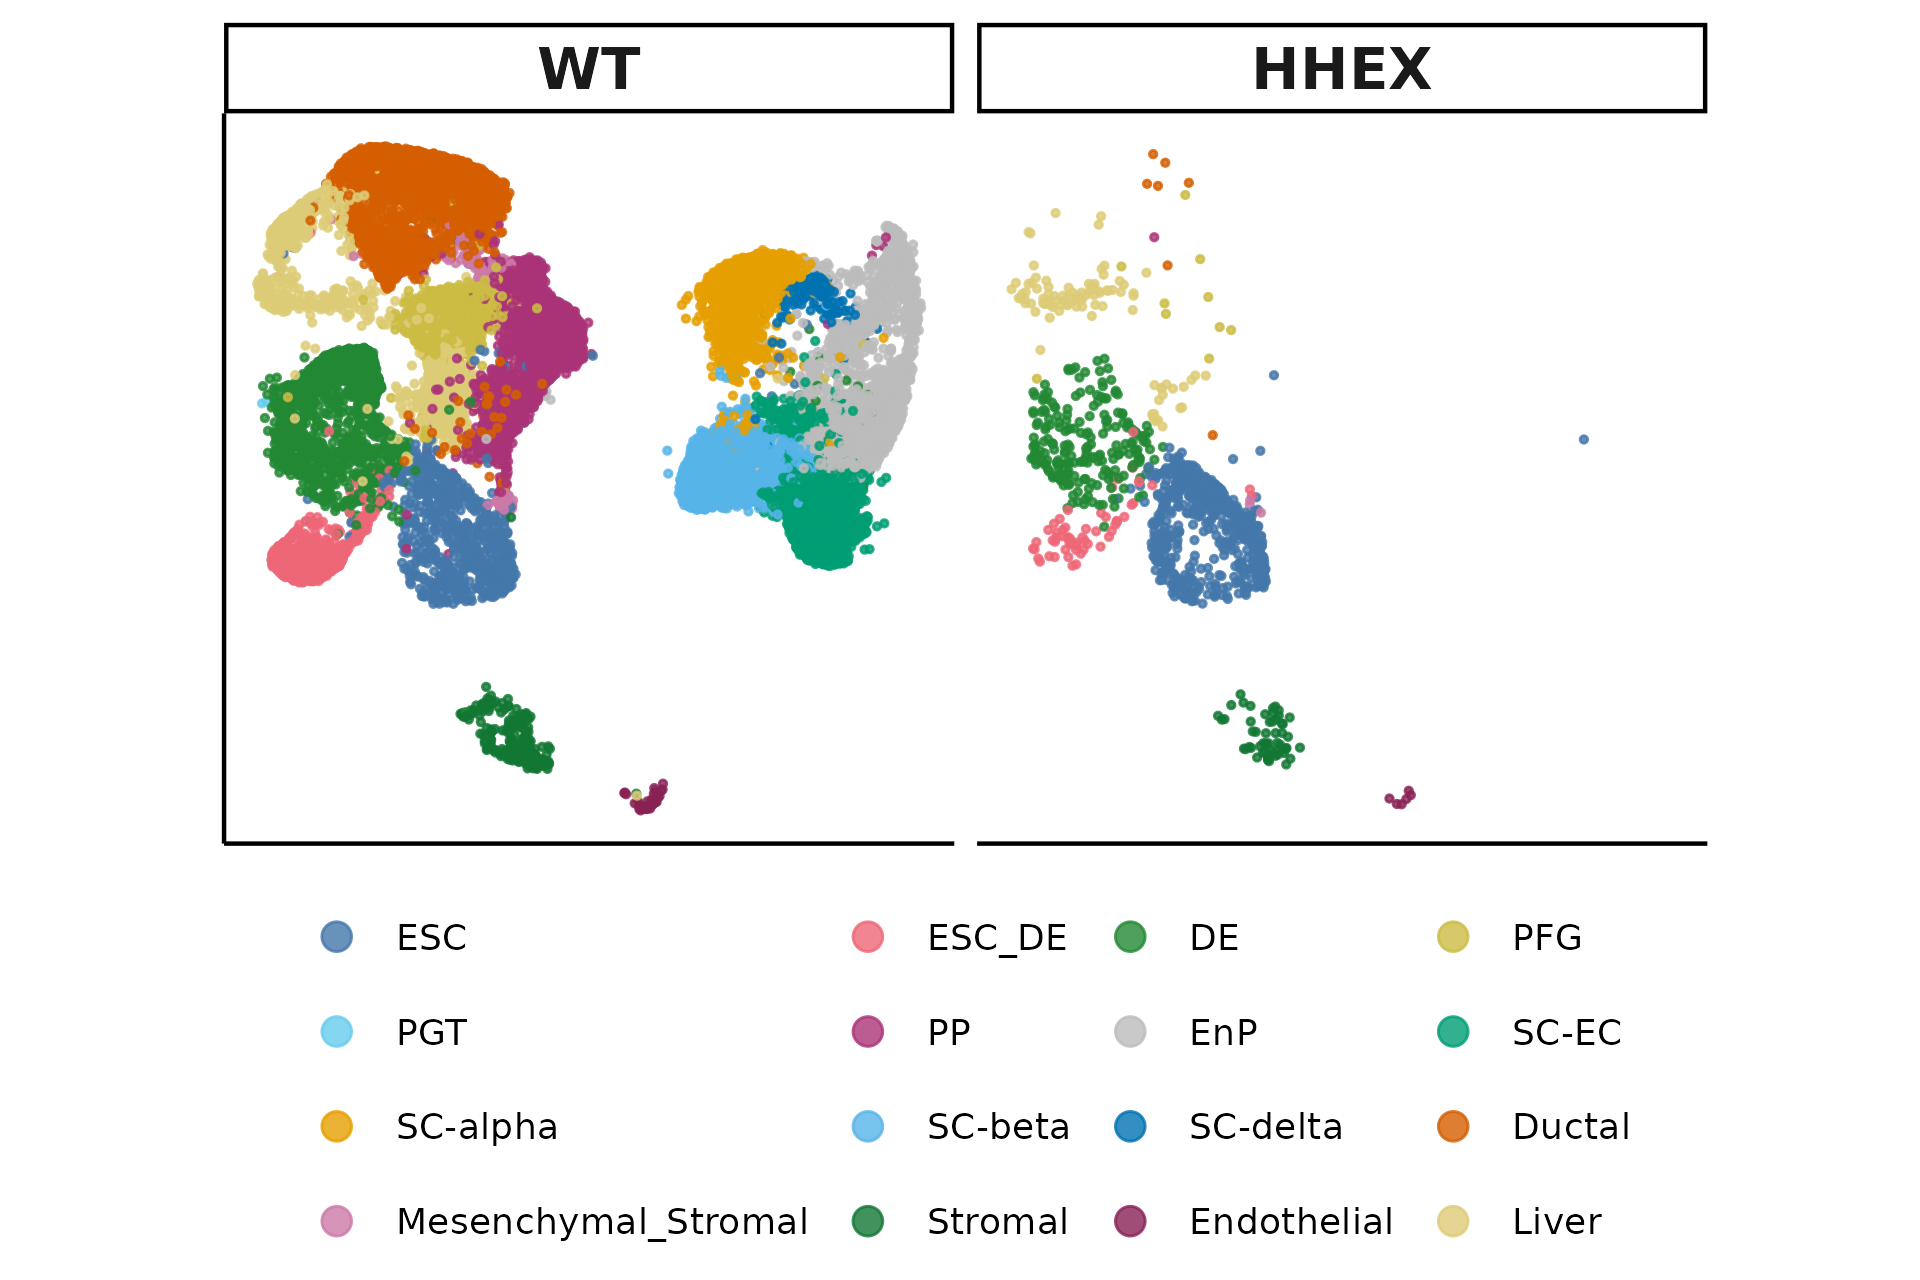 WT
HHEX
ESC
ESC_DE
DE
PFG
PGT
PP
EnP
SC-EC
SC-alpha
SC-beta
SC-delta
Ductal
Mesenchymal_Stromal
Stromal
Endothelial
Liver